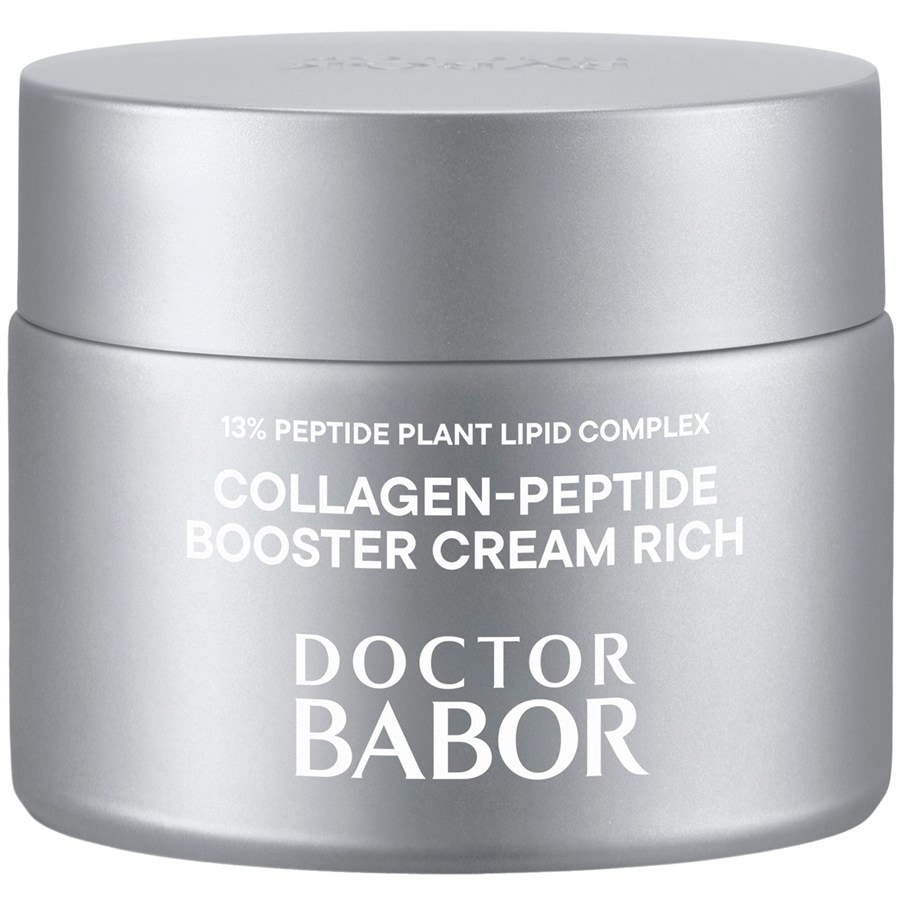 13% PEPTIDE PLANT LIPID COMPLEX
COLLAGEN-PEPTIDE
BOOSTER CREAM RICH
DOCTOR
BABOR